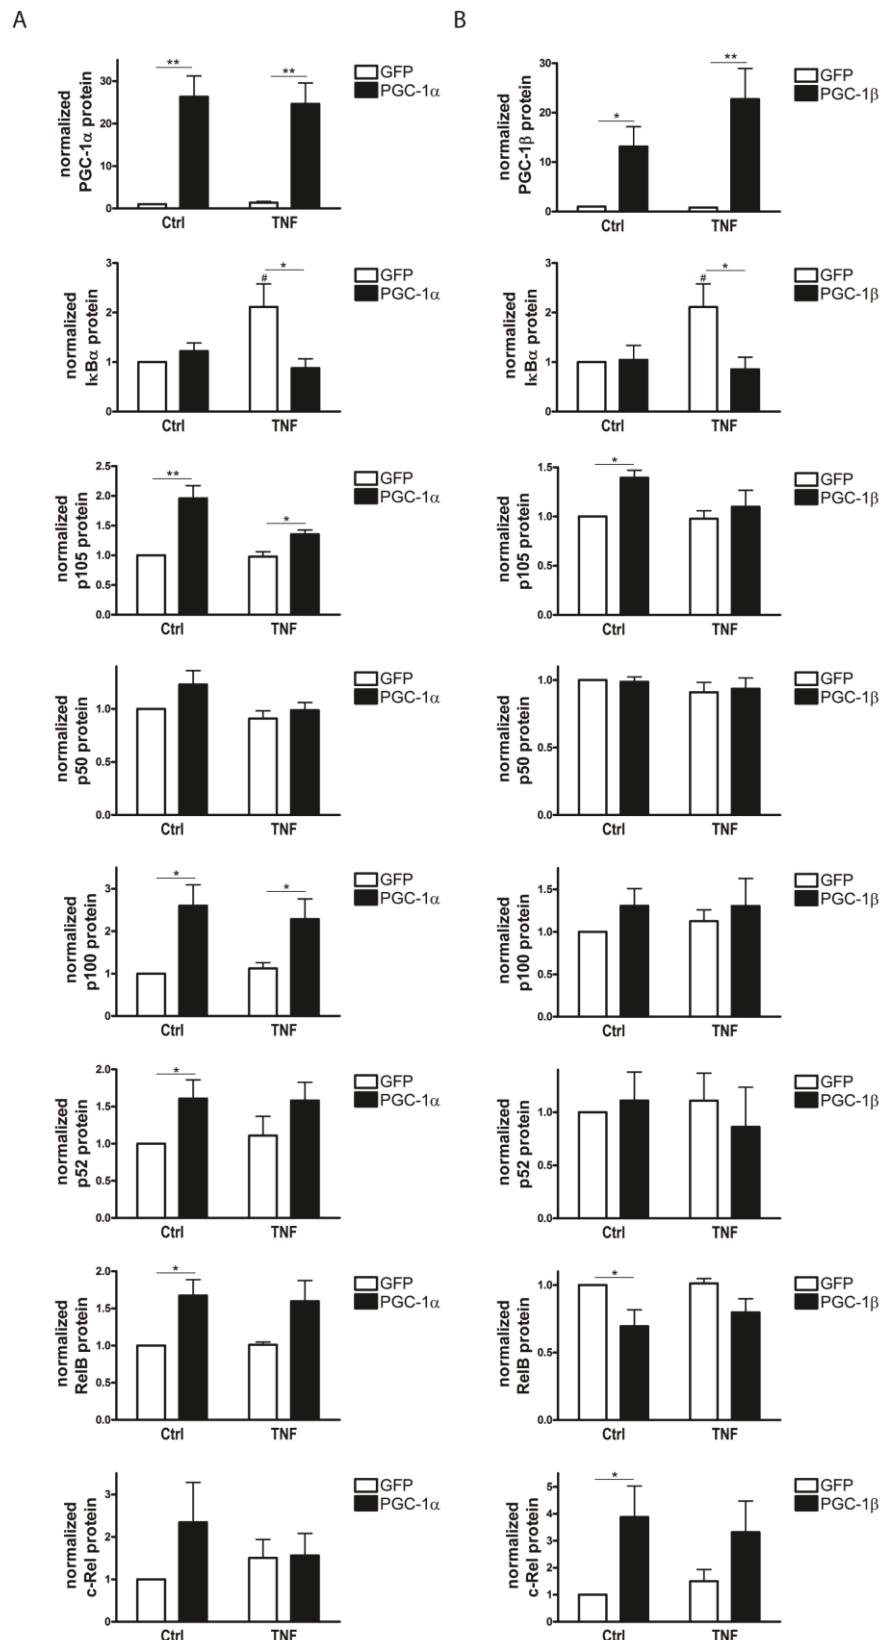 A
normalized
PGC-1α protein
30
20
10
0
**
**
Ctrl
TNF
GFP
PGC-1α
normalized
IκBα protein
3
2
1
0
#
*
Ctrl
TNF
GFP
PGC-1α
normalized
p105 protein
2.5
2.0
1.5
1.0
0.5
0.0
**
*
Ctrl
TNF
GFP
PGC-1α
normalized
p50 protein
1.0
0.5
0.0
Ctrl
TNF
GFP
PGC-1α
normalized
p100 protein
3
2
1
0
*
*
Ctrl
TNF
GFP
PGC-1α
normalized
p52 protein
2.0
1.5
1.0
0.5
0.0
*
Ctrl
TNF
GFP
PGC-1α
normalized
RelB protein
2.0
1.5
1.0
0.5
0.0
*
Ctrl
TNF
GFP
PGC-1α
normalized
c-Rel protein
3
2
1
0
Ctrl
TNF
GFP
PGC-1α
B
normalized
PGC-1β protein
30
20
10
0
*
**
Ctrl
TNF
GFP
PGC-1β
normalized
IκBα protein
3
2
1
0
#
*
Ctrl
TNF
GFP
PGC-1β
normalized
p105 protein
1.5
1.0
0.5
0.0
*
Ctrl
TNF
GFP
PGC-1β
normalized
p50 protein
1.0
0.5
0.0
Ctrl
TNF
GFP
PGC-1β
normalized
p100 protein
1.5
1.0
0.5
0.0
Ctrl
TNF
GFP
PGC-1β
normalized
p52 protein
1.0
0.5
0.0
Ctrl
TNF
GFP
PGC-1β
normalized
RelB protein
1.0
0.5
0.0
*
Ctrl
TNF
GFP
PGC-1β
normalized
c-Rel protein
5
4
3
2
1
0
*
Ctrl
TNF
GFP
PGC-1β